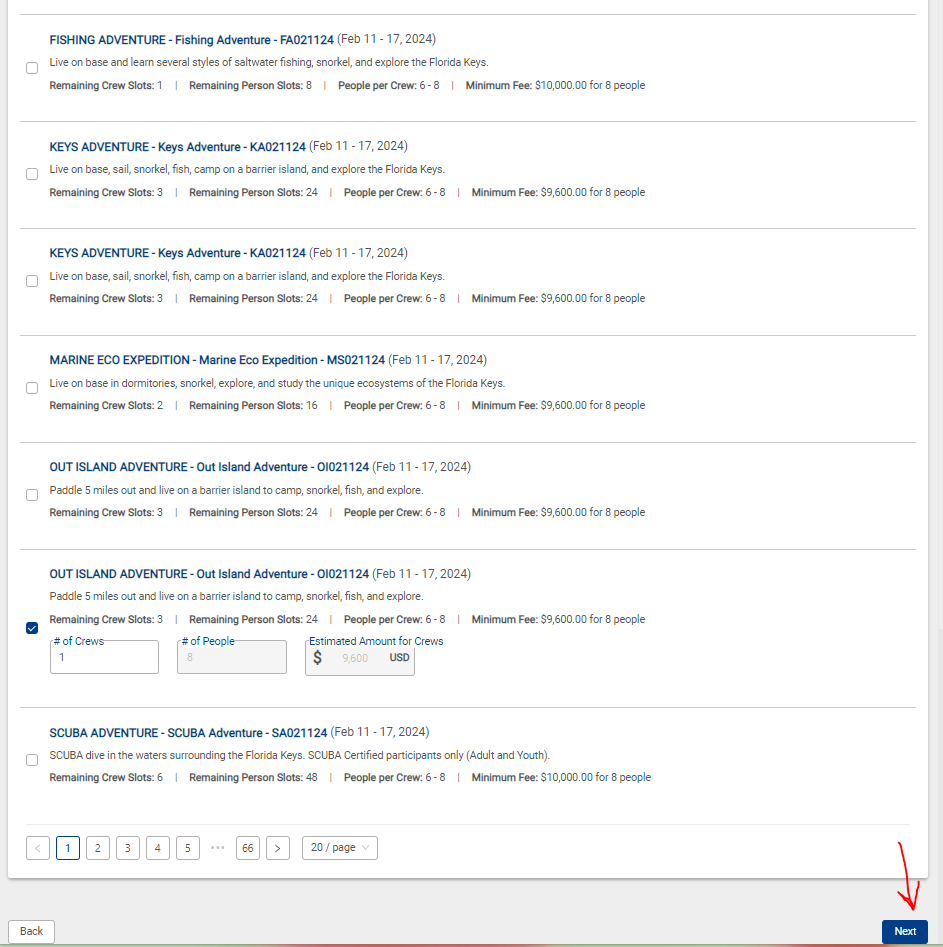 FISHING ADVENTURE - Fishing Adventure - FA021124 (Feb 11 - 17, 2024)
Live on base and learn several styles of saltwater fishing, snorkel, and explore the Florida Keys.
Remaining Crew Slots: 1 | Remaining Person Slots: 8 | People per Crew: 6 - 8 | Minimum Fee: $10,000.00 for 8 people
KEYS ADVENTURE - Keys Adventure - KA021124 (Feb 11 - 17, 2024)
Live on base, sail, snorkel, fish, camp on a barrier island, and explore the Florida Keys.
Remaining Crew Slots: 3 | Remaining Person Slots: 24 | People per Crew: 6 - 8 | Minimum Fee: $9,600.00 for 8 people
KEYS ADVENTURE - Keys Adventure - KA021124 (Feb 11 - 17, 2024)
Live on base, sail, snorkel, fish, camp on a barrier island, and explore the Florida Keys.
Remaining Crew Slots: 3 | Remaining Person Slots: 24 | People per Crew: 6 - 8 | Minimum Fee: $9,600.00 for 8 people
MARINE ECO EXPEDITION - Marine Eco Expedition - MS021124 (Feb 11 - 17, 2024)
Live on base in dormitories, snorkel, explore, and study the unique ecosystems of the Florida Keys.
Remaining Crew Slots: 2 | Remaining Person Slots: 16 | People per Crew: 6 - 8 | Minimum Fee: $9,600.00 for 8 people
OUT ISLAND ADVENTURE - Out Island Adventure - OI021124 (Feb 11 - 17, 2024)
Paddle 5 miles out and live on a barrier island to camp, snorkel, fish, and explore.
Remaining Crew Slots: 3 | Remaining Person Slots: 24 | People per Crew: 6 - 8 | Minimum Fee: $9,600.00 for 8 people
OUT ISLAND ADVENTURE - Out Island Adventure - OI021124 (Feb 11 - 17, 2024)
Paddle 5 miles out and live on a barrier island to camp, snorkel, fish, and explore.
Remaining Crew Slots: 3 | Remaining Person Slots: 24 | People per Crew: 6 - 8 | Minimum Fee: $9,600.00 for 8 people
# of Crews # of People Estimated Amount for Crews
1 8 $ 9,600 USD
SCUBA ADVENTURE - SCUBA Adventure - SA021124 (Feb 11 - 17, 2024)
SCUBA dive in the waters surrounding the Florida Keys. SCUBA Certified participants only (Adult and Youth).
Remaining Crew Slots: 6 | Remaining Person Slots: 48 | People per Crew: 6 - 8 | Minimum Fee: $10,000.00 for 8 people
< 1 2 3 4 5 ••• 66 > 20 / page
Back Next